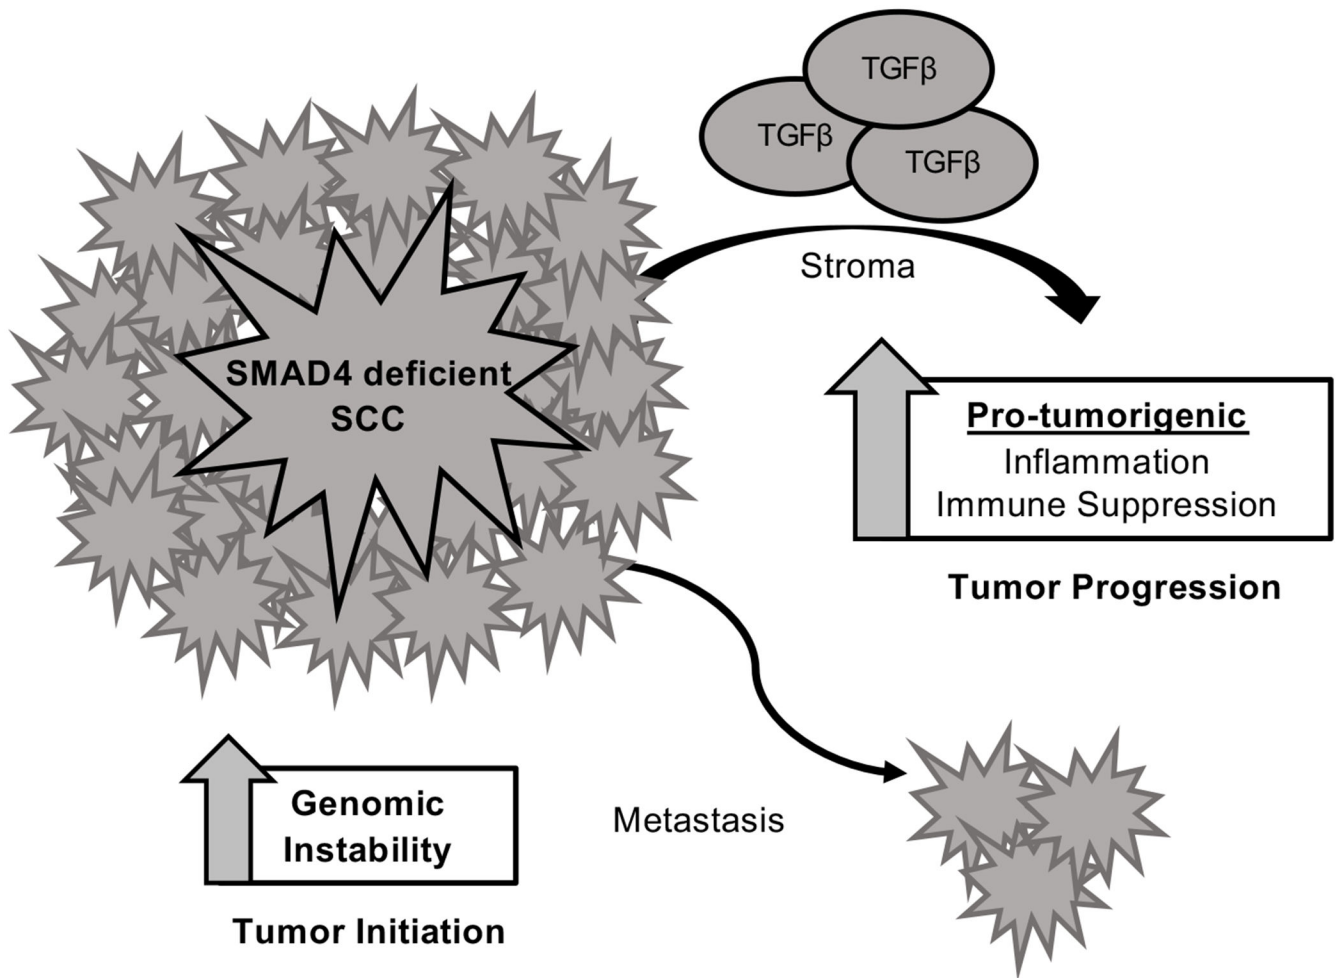 TGFβ
TGFβ
TGFβ
Stroma
SMAD4 deficient
SCC
Pro-tumorigenic
Inflammation
Immune Suppression
Tumor Progression
Genomic
Instability
Metastasis
Tumor Initiation